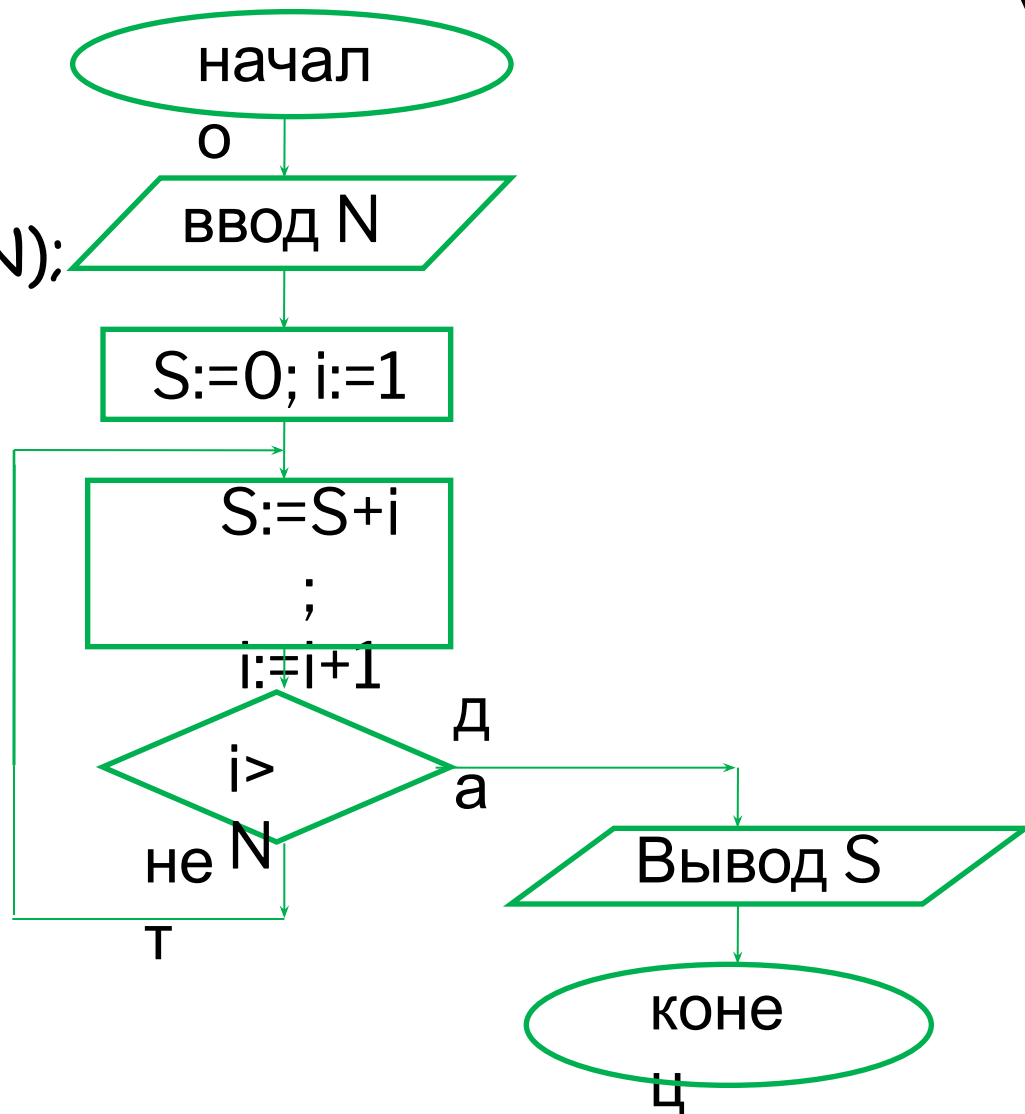 начал
о
ввод N
N);
S:=0; i:=1
S:=S+i
;
i:=i+1
д
а
i>
N
не
т
Вывод S
коне
ц